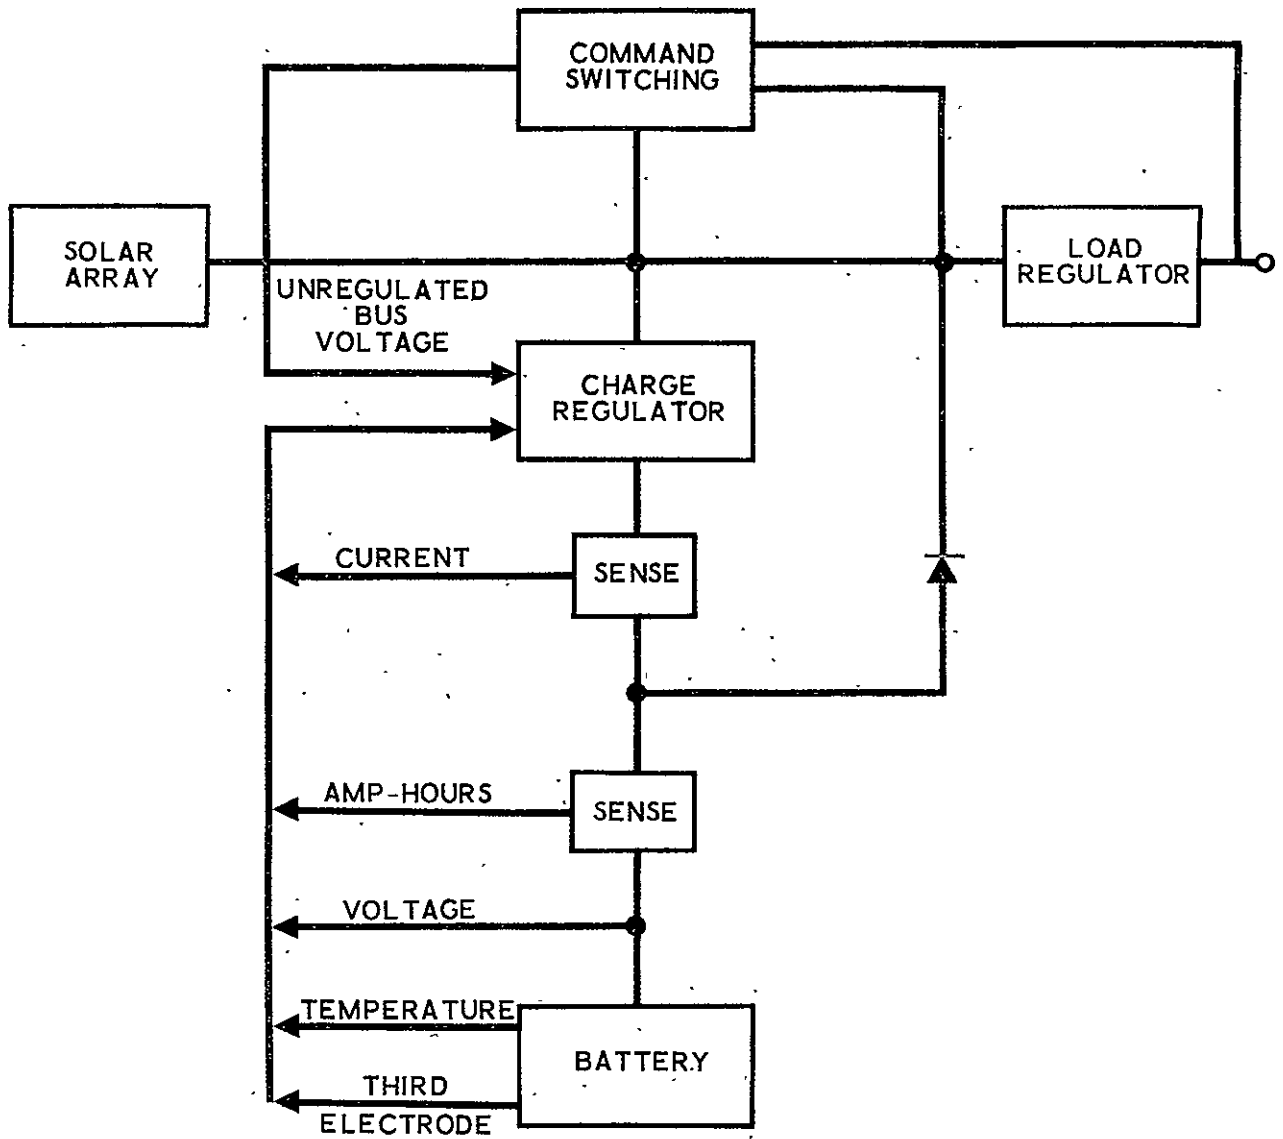 COMMAND
SWITCHING
SOLAR
ARRAY
LOAD
REGULATOR
UNREGULATED
BUS
VOLTAGE
CHARGE
REGULATOR
CURRENT
SENSE
AMP-HOURS
SENSE
VOLTAGE
TEMPERATURE
BATTERY
THIRD
ELECTRODE